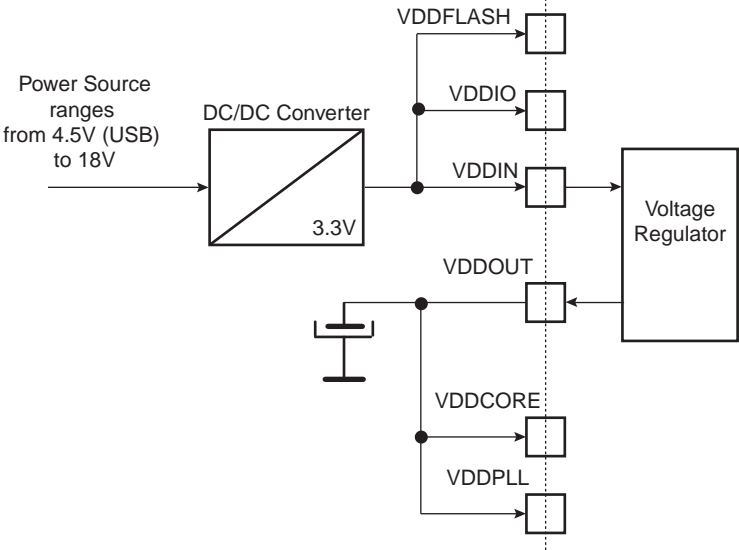 VDDFLASH
Power Source
ranges
from 4.5V (USB)
to 18V
DC/DC Converter
3.3V
VDDIO
VDDIN
Voltage
Regulator
VDDOUT
VDDCORE
VDDPLL